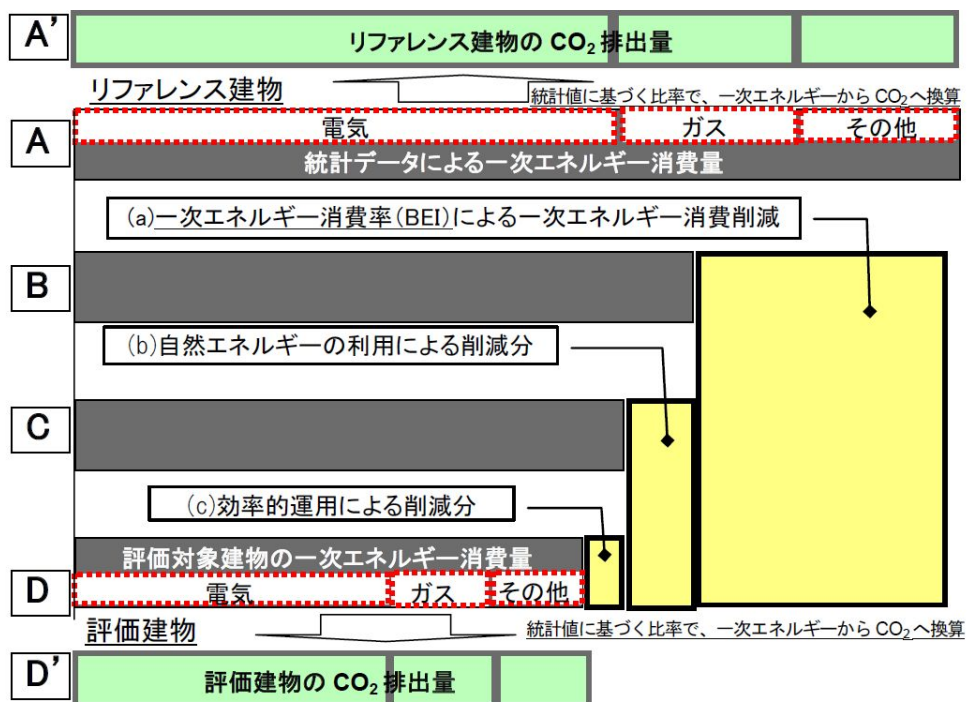 A'
リファレンス建物の CO₂ 排出量
リファレンス建物
統計値に基づく比率で、一次エネルギーから CO₂ へ換算
A
電気
ガス
その他
統計データによる一次エネルギー消費量
(a)一次エネルギー消費率(BEI)による一次エネルギー消費削減
B
(b)自然エネルギーの利用による削減分
C
(c)効率的運用による削減分
評価対象建物の一次エネルギー消費量
D
電気
ガス
その他
評価建物
統計値に基づく比率で、一次エネルギーから CO₂ へ換算
D'
評価建物の CO₂ 排出量